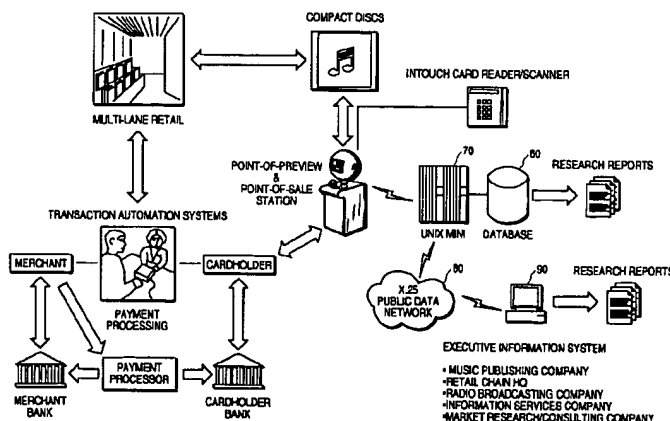 COMPACT DISCS
INTOUCH CARD READER/SCANNER
MULTI-LANE RETAIL
POINT-OF-PREVIEW
&
POINT-OF-SALE
STATION
70
60
RESEARCH REPORTS
UNIX MINI
DATABASE
TRANSACTION AUTOMATION SYSTEMS
MERCHANT
CARDHOLDER
PAYMENT
PROCESSING
80
X.25
PUBLIC DATA
NETWORK
90
RESEARCH REPORTS
MERCHANT
BANK
PAYMENT
PROCESSOR
CARDHOLDER
BANK
EXECUTIVE INFORMATION SYSTEM
•MUSIC PUBLISHING COMPANY
•RETAIL CHAIN HQ
•RADIO BROADCASTING COMPANY
•INFORMATION SERVICES COMPANY
•MARKET RESEARCH/CONSULTING COMPANY